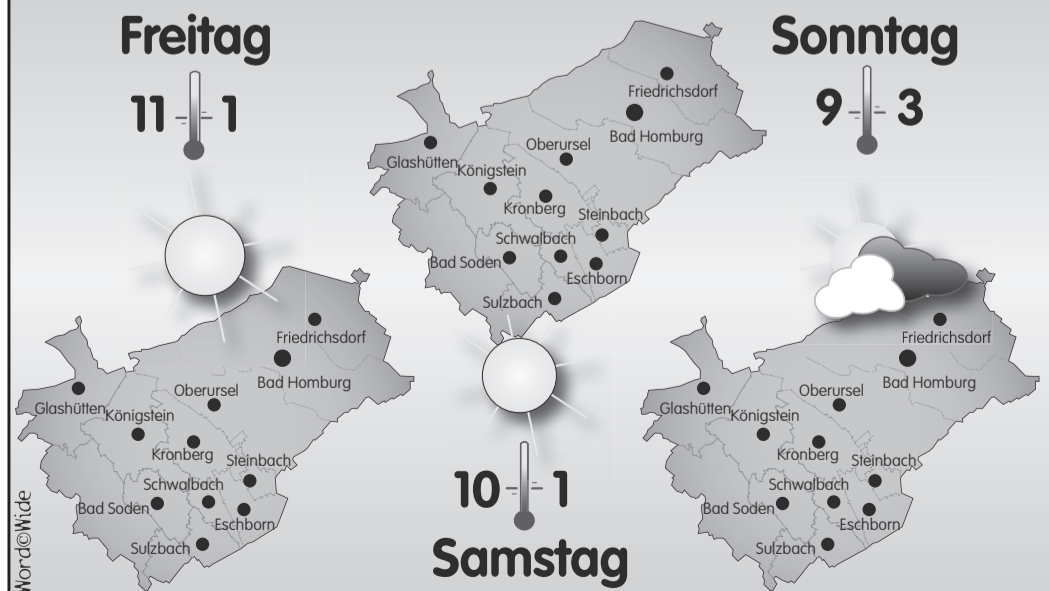 Freitag
11 1
Friedrichsdorf
Bad Homburg
Oberursel
Glashütten
Königstein
Kronberg
Steinbach
Schwalbach
Bad Soden
Eschborn
Sulzbach
Friedrichsdorf
Bad Homburg
Oberursel
Glashütten
Königstein
Kronberg
Steinbach
Schwalbach
Bad Soden
Eschborn
Sulzbach
10 1
Samstag
Sonntag
9 3
Friedrichsdorf
Bad Homburg
Oberursel
Glashütten
Königstein
Kronberg
Steinbach
Schwalbach
Bad Soden
Eschborn
Sulzbach
Word©Wide